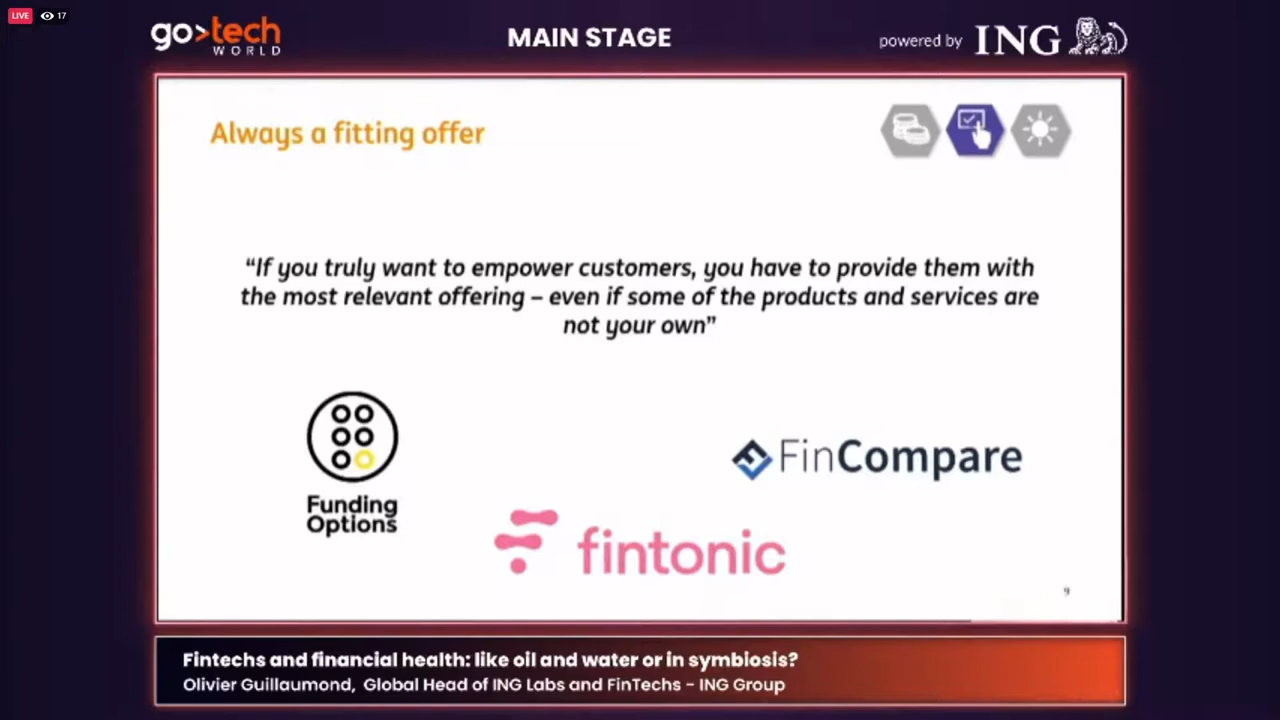 LIVE 17
go>tech
WORLD
MAIN STAGE
powered by ING
Always a fitting offer
“If you truly want to empower customers, you have to provide them with
the most relevant offering – even if some of the products and services are
not your own”
Funding
Options
FinCompare
fintonic
9
Fintechs and financial health: like oil and water or in symbiosis?
Olivier Guillaumond, Global Head of ING Labs and FinTechs – ING Group